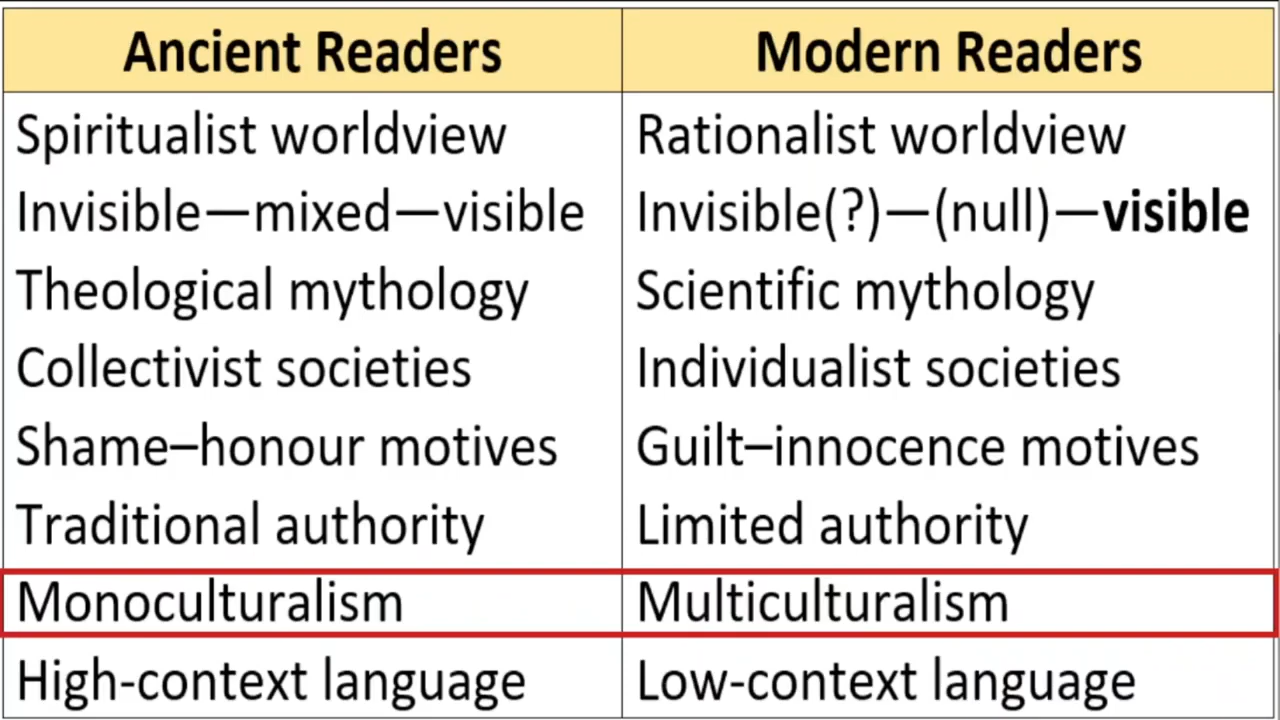 Ancient Readers Modern Readers
Spiritualist worldview Rationalist worldview
Invisible—mixed—visible Invisible(?)—(null)—visible
Theological mythology Scientific mythology
Collectivist societies Individualist societies
Shame–honour motives Guilt–innocence motives
Traditional authority Limited authority
Monoculturalism Multiculturalism
High-context language Low-context language